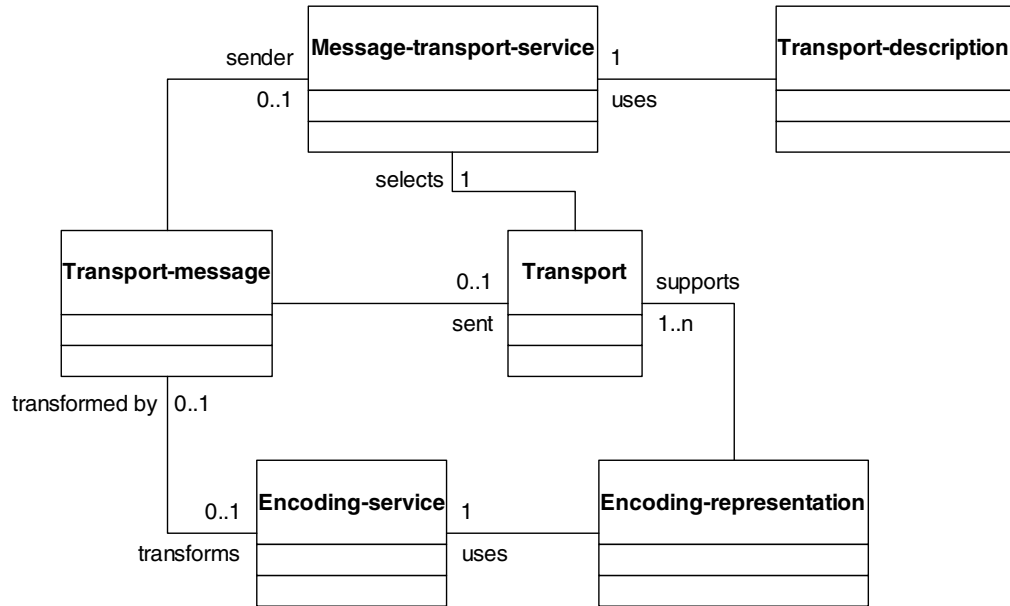 Message-transport-service
Transport-description
sender
0..1
1
uses
selects
1
Transport-message
Transport
0..1
sent
supports
1..n
transformed by
0..1
Encoding-service
Encoding-representation
0..1
transforms
1
uses